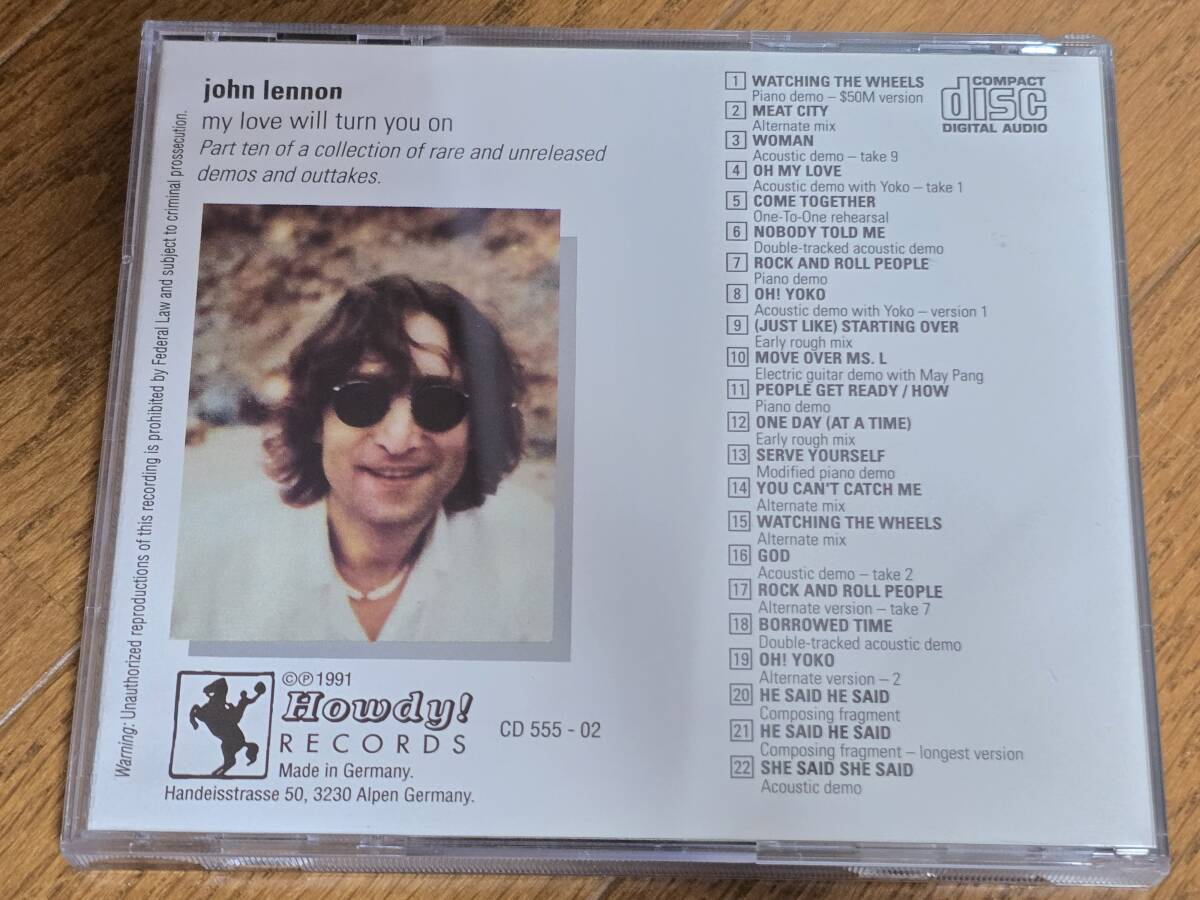 john lennon
my love will turn you on
Part ten of a collection of rare and unreleased
demos and outtakes.
Warning: Unauthorized reproductions of this recording is prohibited by Federal Law and subject to criminal prossecution.
©℗ 1991
Howdy!
RECORDS
CD 555 - 02
Made in Germany.
Handeisstrasse 50, 3230 Alpen Germany.
COMPACT
disc
DIGITAL AUDIO
1 WATCHING THE WHEELS
Piano demo – $50M version
2 MEAT CITY
Alternate mix
3 WOMAN
Acoustic demo – take 9
4 OH MY LOVE
Acoustic demo with Yoko – take 1
5 COME TOGETHER
One-To-One rehearsal
6 NOBODY TOLD ME
Double-tracked acoustic demo
7 ROCK AND ROLL PEOPLE
Piano demo
8 OH! YOKO
Acoustic demo with Yoko – version 1
9 (JUST LIKE) STARTING OVER
Early rough mix
10 MOVE OVER MS. L
Electric guitar demo with May Pang
11 PEOPLE GET READY / HOW
Piano demo
12 ONE DAY (AT A TIME)
Early rough mix
13 SERVE YOURSELF
Modified piano demo
14 YOU CAN'T CATCH ME
Alternate mix
15 WATCHING THE WHEELS
Alternate mix
16 GOD
Acoustic demo – take 2
17 ROCK AND ROLL PEOPLE
Alternate version – take 7
18 BORROWED TIME
Double-tracked acoustic demo
19 OH! YOKO
Alternate version – 2
20 HE SAID HE SAID
Composing fragment
21 HE SAID HE SAID
Composing fragment – longest version
22 SHE SAID SHE SAID
Acoustic demo